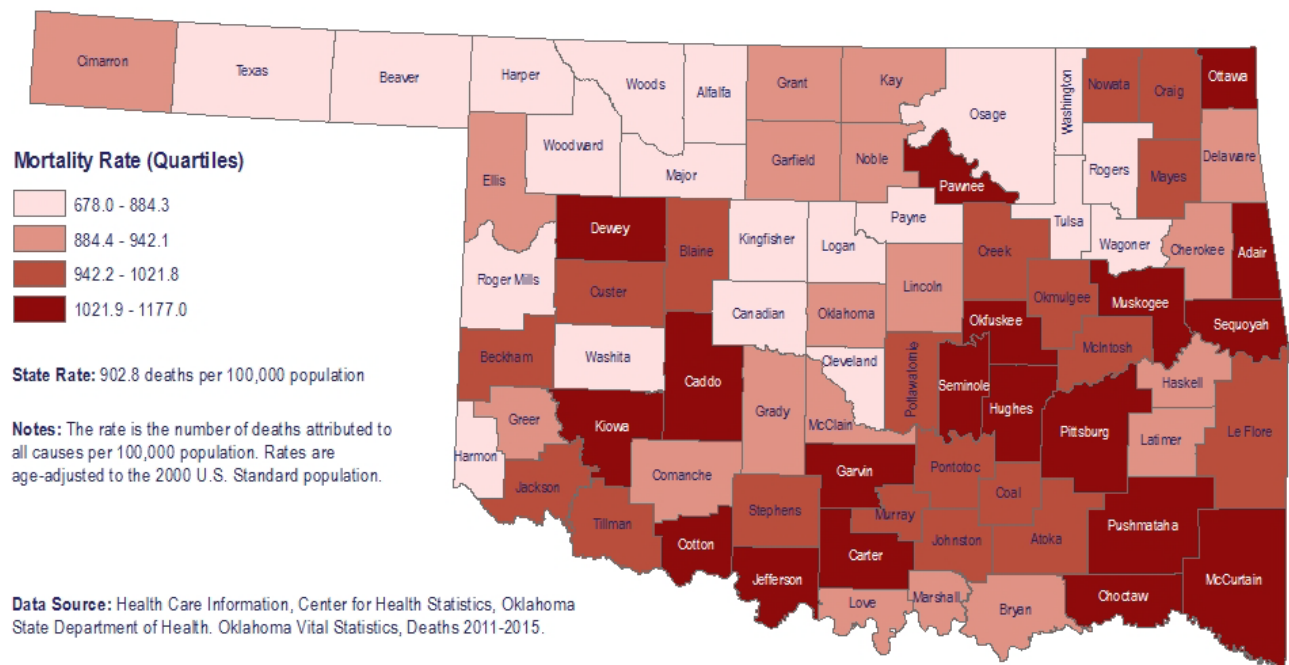 Cimarron
Texas
Beaver
Harper
Woods
Alfalfa
Grant
Kay
Osage
Washington
Nowata
Craig
Ottawa
Woodward
Mortality Rate (Quartiles)
678.0 - 884.3
884.4 - 942.1
942.2 - 1021.8
1021.9 - 1177.0
Ellis
Major
Garfield
Noble
Pawnee
Rogers
Mayes
Delaware
Dewey
Blaine
Kingfisher
Logan
Payne
Creek
Tulsa
Wagoner
Cherokee
Adair
Roger Mills
Custer
Canadian
Oklahoma
Lincoln
Okfuskee
Okmulgee
Muskogee
Sequoyah
State Rate: 902.8 deaths per 100,000 population
Beckham
Washita
Caddo
Cleveland
Pottawatomie
Seminole
Hughes
McIntosh
Haskell
Notes: The rate is the number of deaths attributed to
all causes per 100,000 population. Rates are
age-adjusted to the 2000 U.S. Standard population.
Greer
Kiowa
Grady
McClain
Pittsburg
Latimer
Le Flore
Harmon
Jackson
Comanche
Garvin
Pontotoc
Coal
Tillman
Stephens
Murray
Johnston
Atoka
Pushmataha
Cotton
Carter
Jefferson
McCurtain
Choctaw
Love
Marshall
Bryan
Data Source: Health Care Information, Center for Health Statistics, Oklahoma
State Department of Health. Oklahoma Vital Statistics, Deaths 2011-2015.